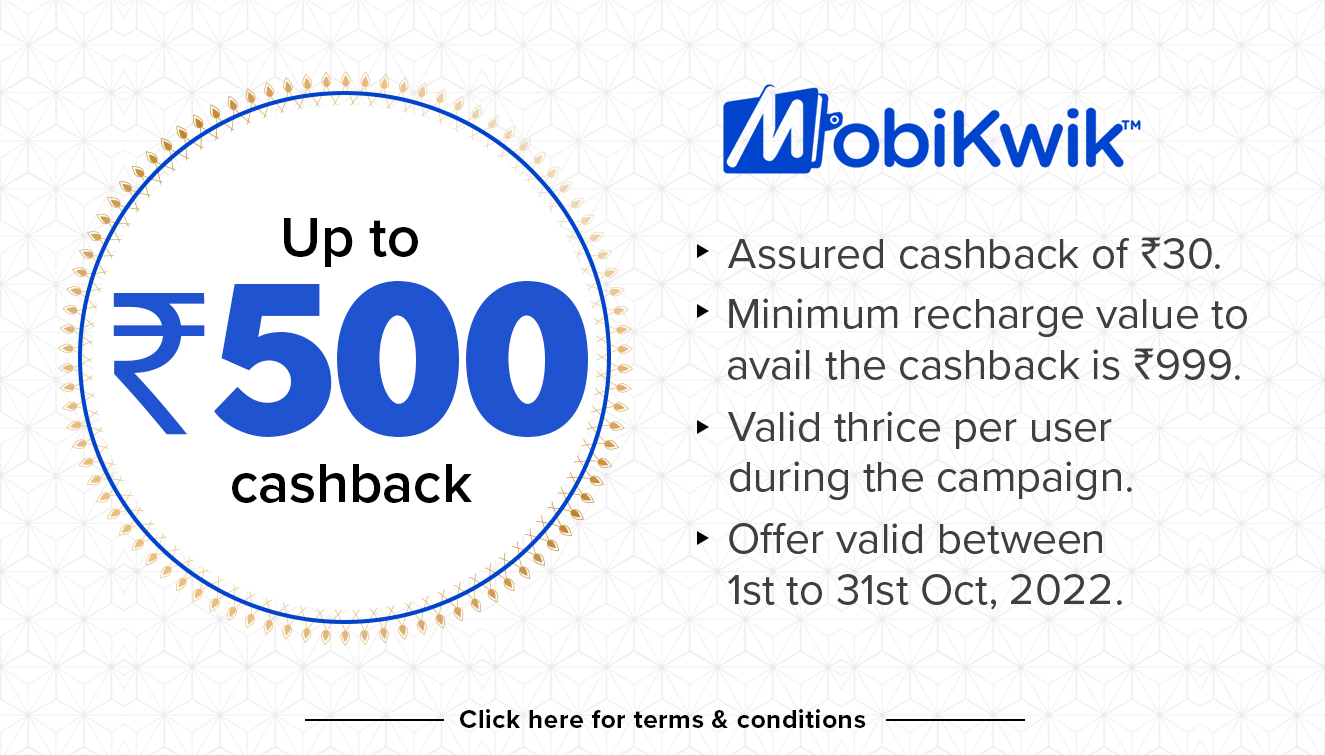 Up to
₹500
cashback
MobiKwik™
‣ Assured cashback of ₹30.
‣ Minimum recharge value to
avail the cashback is ₹999.
‣ Valid thrice per user
during the campaign.
‣ Offer valid between
1st to 31st Oct, 2022.
Click here for terms & conditions